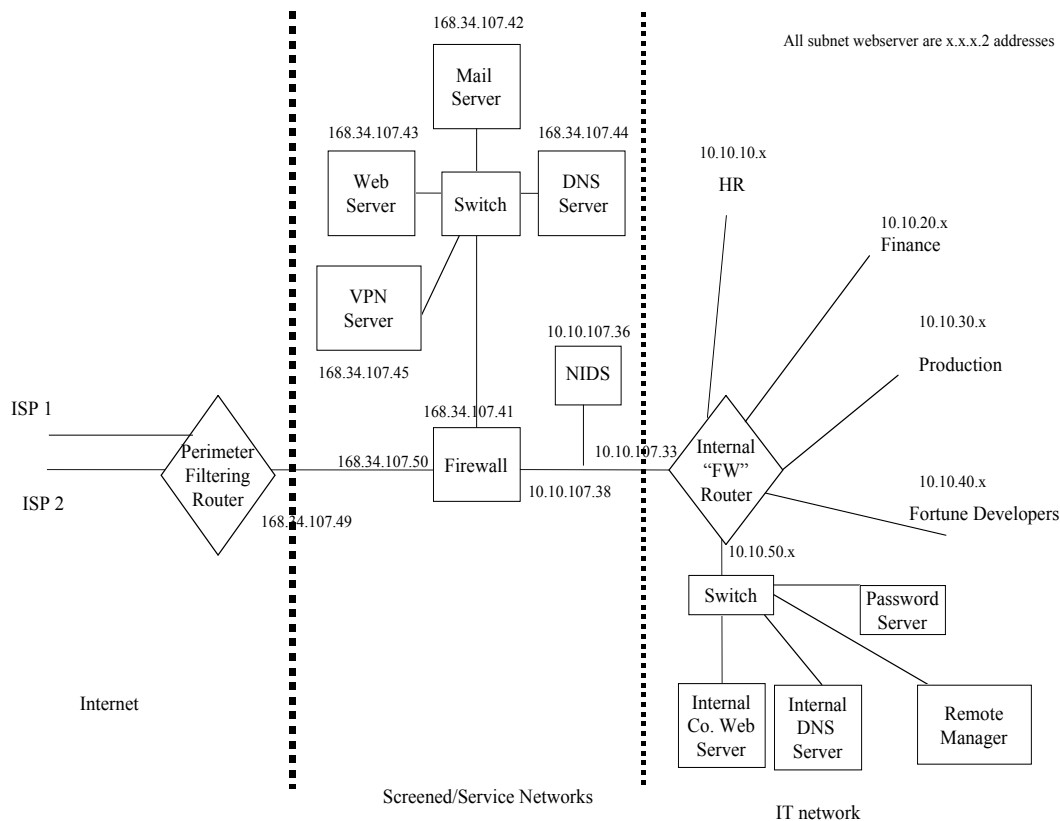 168.34.107.42
All subnet webserver are x.x.x.2 addresses
Mail
Server
168.34.107.43
168.34.107.44
Web
Server
Switch
DNS
Server
10.10.10.x
HR
10.10.20.x
Finance
VPN
Server
168.34.107.45
10.10.107.36
NIDS
10.10.30.x
Production
ISP 1
ISP 2
Perimeter
Filtering
Router
168.34.107.49
168.34.107.50
168.34.107.41
Firewall
10.10.107.38
10.10.107.33
Internal
“FW”
Router
10.10.40.x
Fortune Developers
10.10.50.x
Switch
Password
Server
Internal
Co. Web
Server
Internal
DNS
Server
Remote
Manager
Internet
Screened/Service Networks
IT network